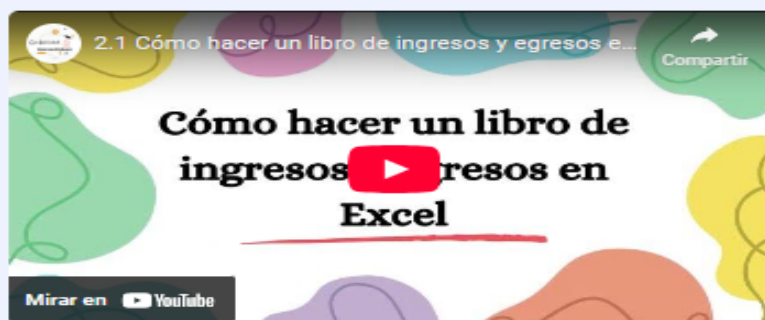 2.1 Cómo hacer un libro de ingresos y egresos e...
Compartir
Cómo hacer un libro de
ingresos resos en
Excel
Mirar en YouTube